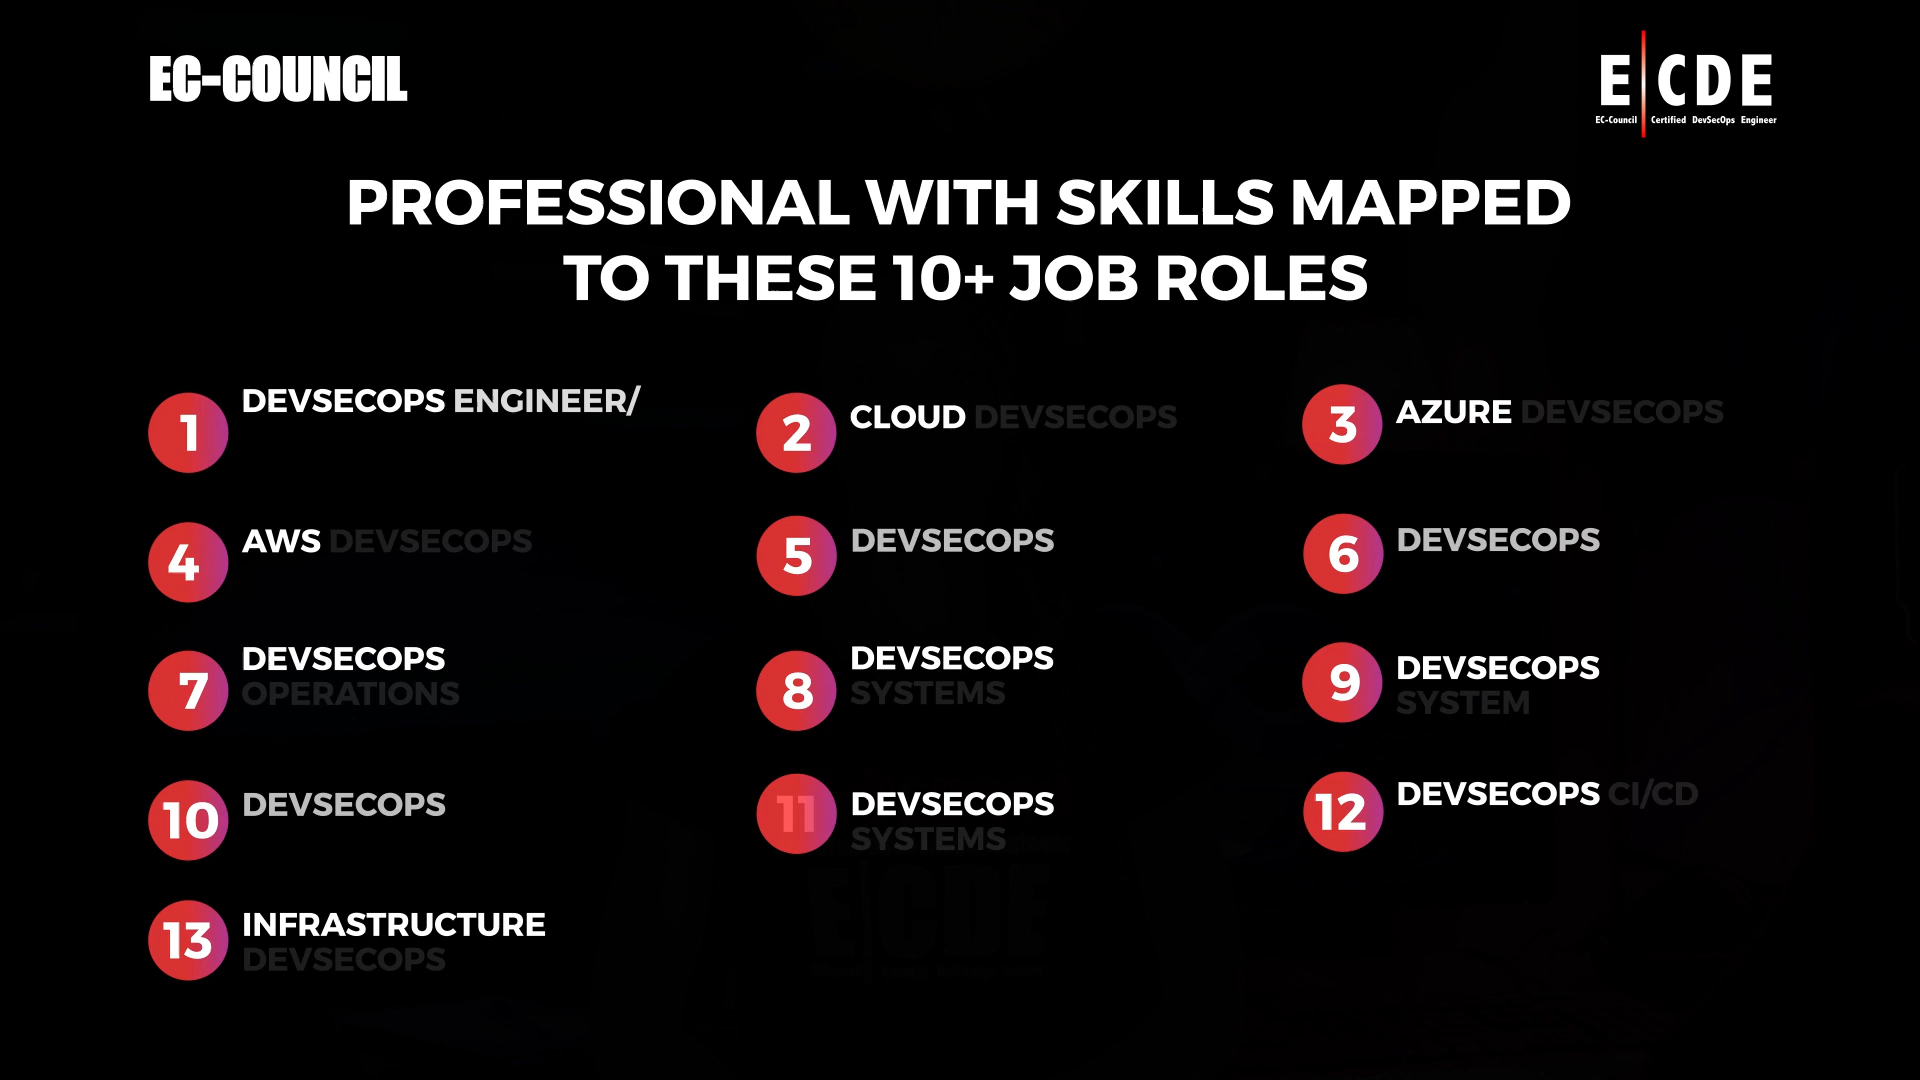 EC-COUNCIL
E|CDE
EC-Council Certified DevSecOps Engineer
PROFESSIONAL WITH SKILLS MAPPED
TO THESE 10+ JOB ROLES
1 DEVSECOPS ENGINEER/
2 CLOUD DEVSECOPS
3 AZURE DEVSECOPS
4 AWS DEVSECOPS
5 DEVSECOPS
6 DEVSECOPS
7 DEVSECOPS
OPERATIONS
8 DEVSECOPS
SYSTEMS
9 DEVSECOPS
SYSTEM
10 DEVSECOPS
11 DEVSECOPS
SYSTEMS
12 DEVSECOPS CI/CD
13 INFRASTRUCTURE
DEVSECOPS
E|CDE